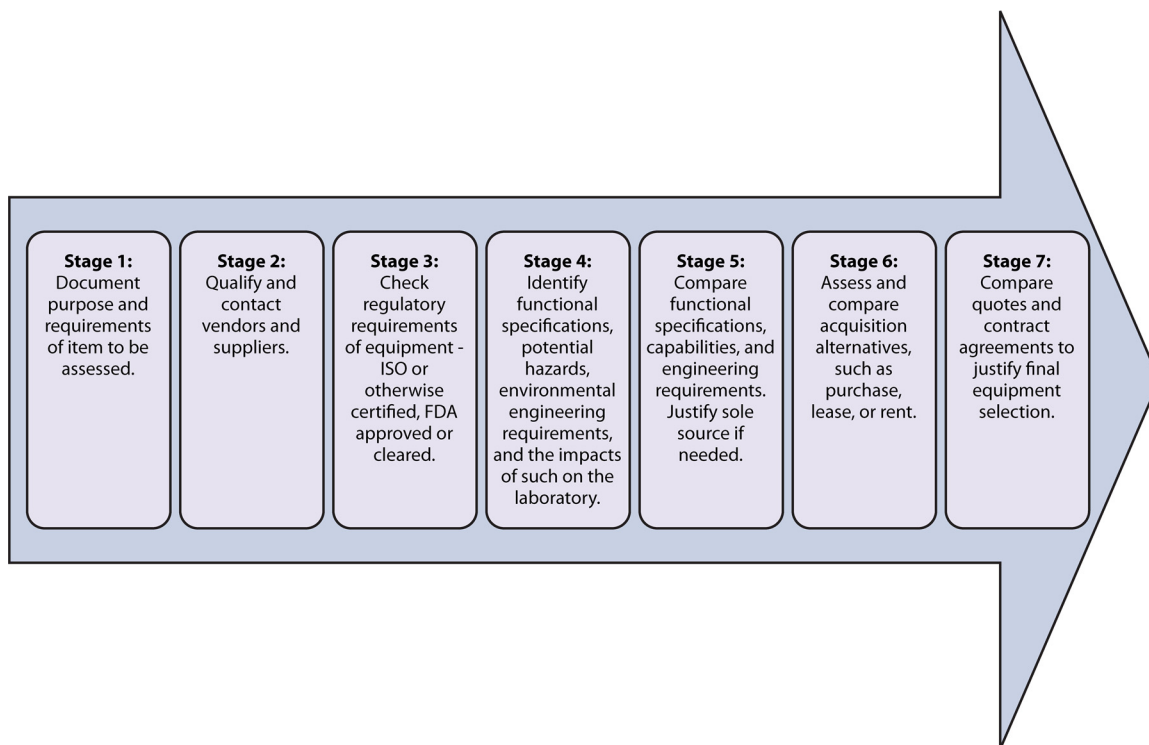 Stage 1:
Document
purpose and
requirements
of item to be
assessed.
Stage 2:
Qualify and
contact
vendors and
suppliers.
Stage 3:
Check
regulatory
requirements
of equipment -
ISO or
otherwise
certified, FDA
approved or
cleared.
Stage 4:
Identify
functional
specifications,
potential
hazards,
environmental
engineering
requirements,
and the impacts
of such on the
laboratory.
Stage 5:
Compare
functional
specifications,
capabilities, and
engineering
requirements.
Justify sole
source if
needed.
Stage 6:
Assess and
compare
acquisition
alternatives,
such as
purchase,
lease, or rent.
Stage 7:
Compare
quotes and
contract
agreements to
justify final
equipment
selection.